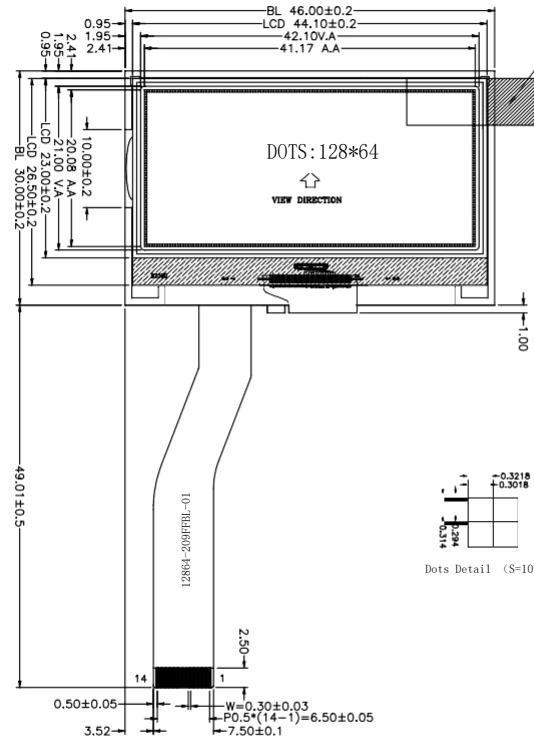 BL 46.00±0.2
0.95 LCD 44.10±0.2
1.95 42.10V.A
2.41 41.17 A.A
2.41
1.95
0.95
10.00±0.2
20.08 A.A
21.00 V.A
LCD 23.00±0.2
LCD 26.50±0.2
BL 30.00±0.2
DOTS:128*64
VIEW DIRECTION
1.00
49.01±0.5
12864-209FFBL-01
0.3218
0.3018
0.294
0.314
Dots Detail （S=10
2.50
14 1
0.50±0.05
W=0.30±0.03
P0.5*(14-1)=6.50±0.05
3.52 7.50±0.1